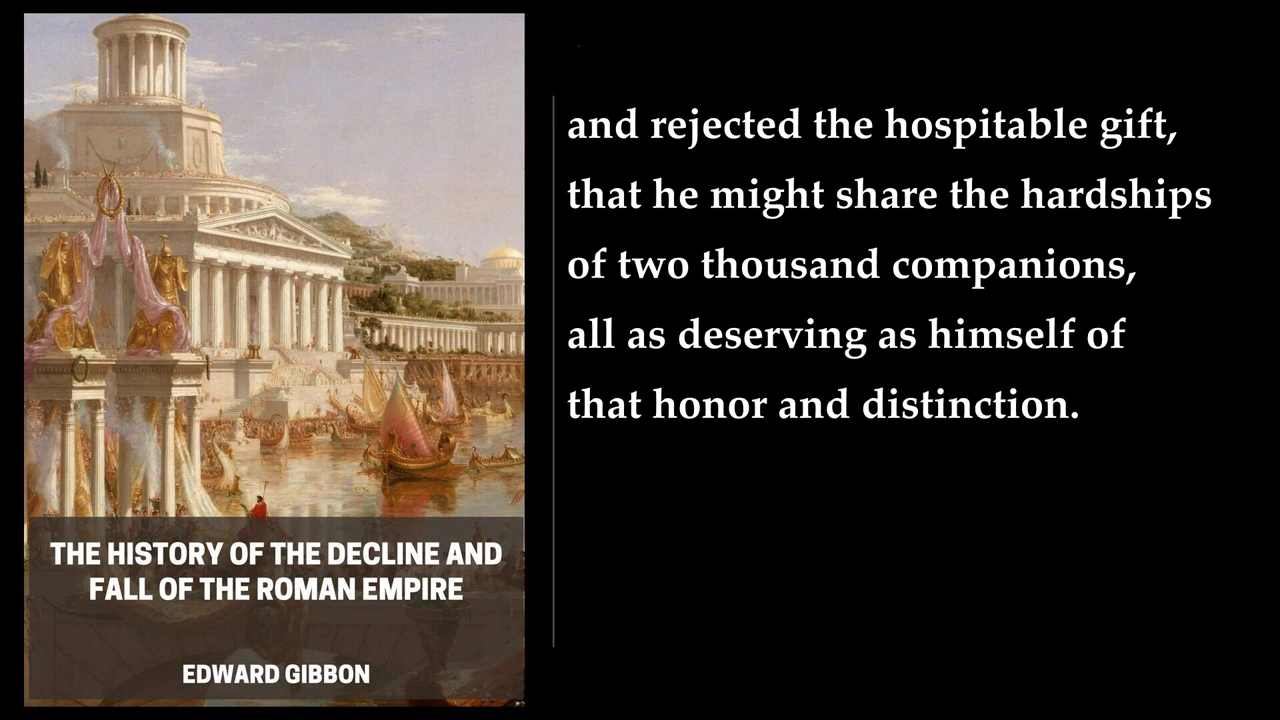 and rejected the hospitable gift,
that he might share the hardships
of two thousand companions,
all as deserving as himself of
that honor and distinction.
THE HISTORY OF THE DECLINE AND
FALL OF THE ROMAN EMPIRE
EDWARD GIBBON